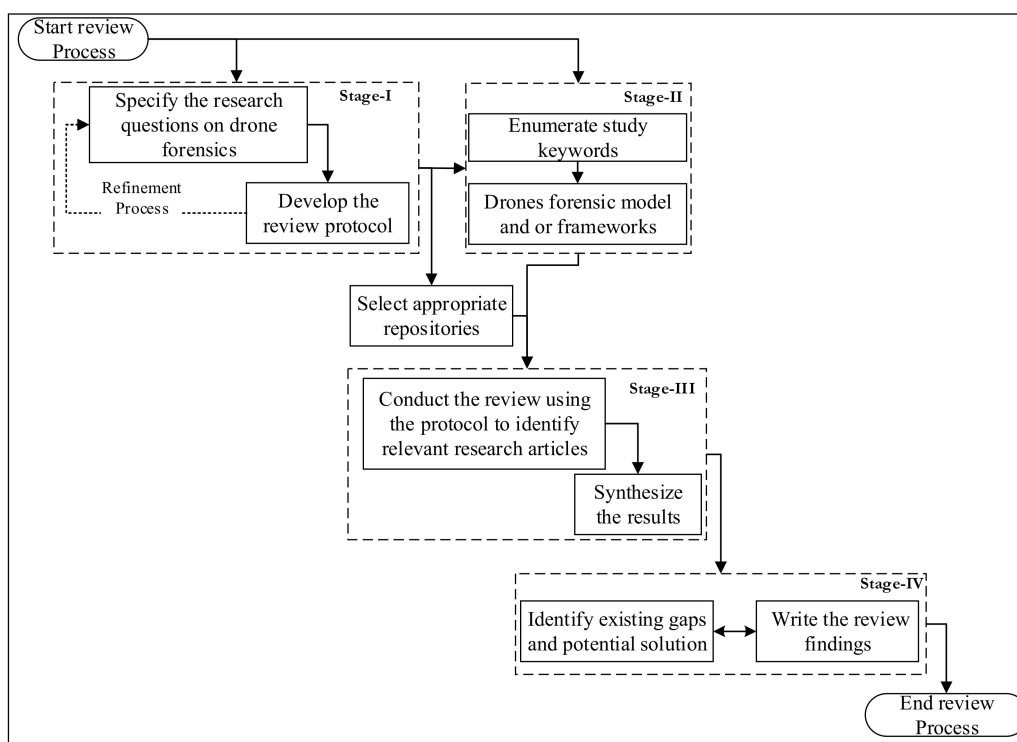 Start review
Process
Stage-I
Specify the research
questions on drone
forensics
Refinement
Process
Develop the
review protocol
Stage-II
Enumerate study
keywords
Drones forensic model
and or frameworks
Select appropriate
repositories
Stage-III
Conduct the review using
the protocol to identify
relevant research articles
Synthesize
the results
Stage-IV
Identify existing gaps
and potential solution
Write the review
findings
End review
Process